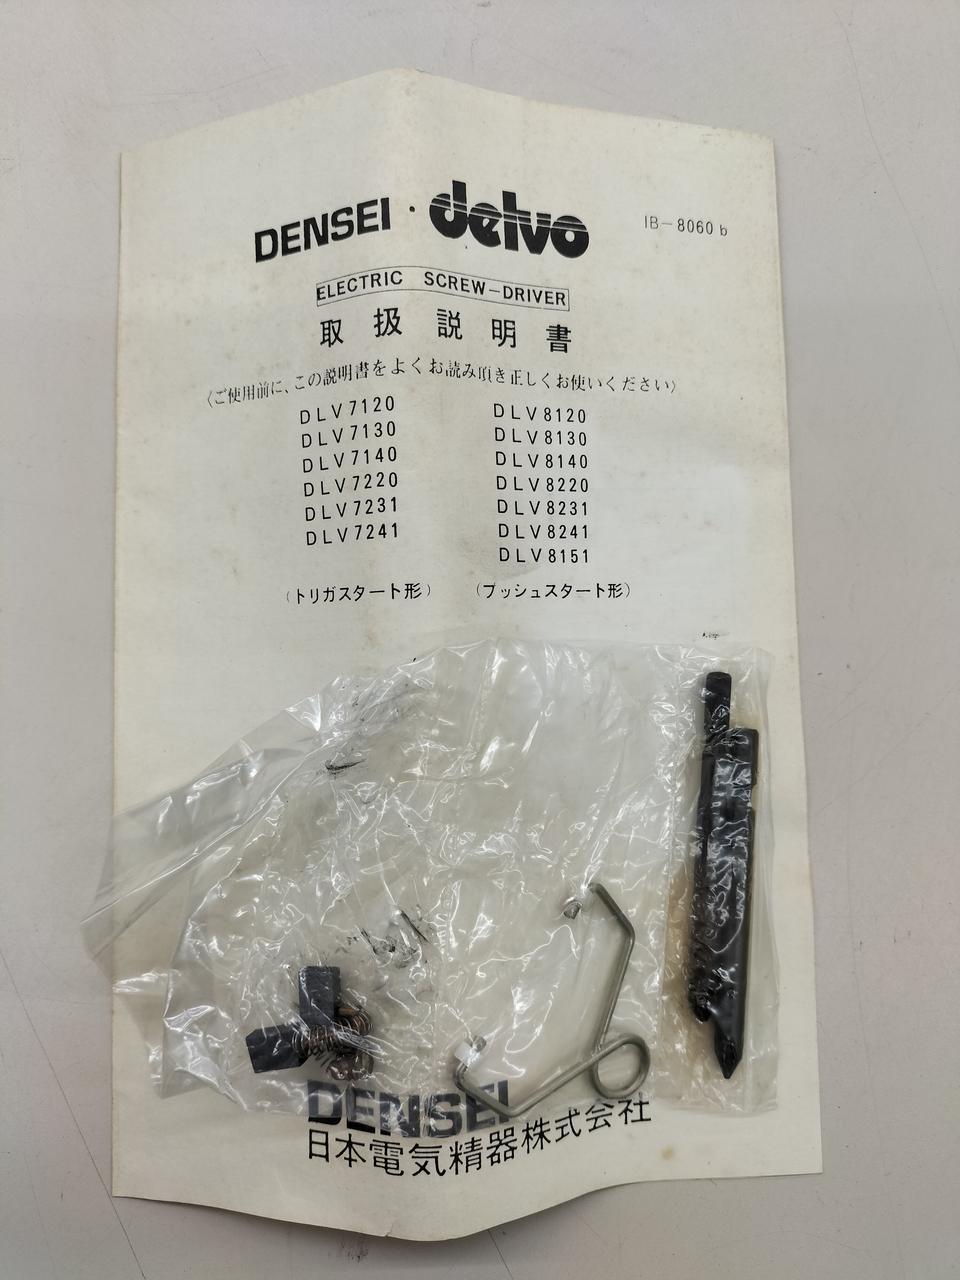 DENSEI・delvo
IB-8060 b
ELECTRIC SCREW-DRIVER
取扱説明書
〈ご使用前に、この説明書をよくお読み頂き正しくお使いください〉
DLV7120 DLV8120
DLV7130 DLV8130
DLV7140 DLV8140
DLV7220 DLV8220
DLV7231 DLV8231
DLV7241 DLV8241
DLV8151
(トリガスタート形) (プッシュスタート形)
DENSEI
日本電気精器株式会社